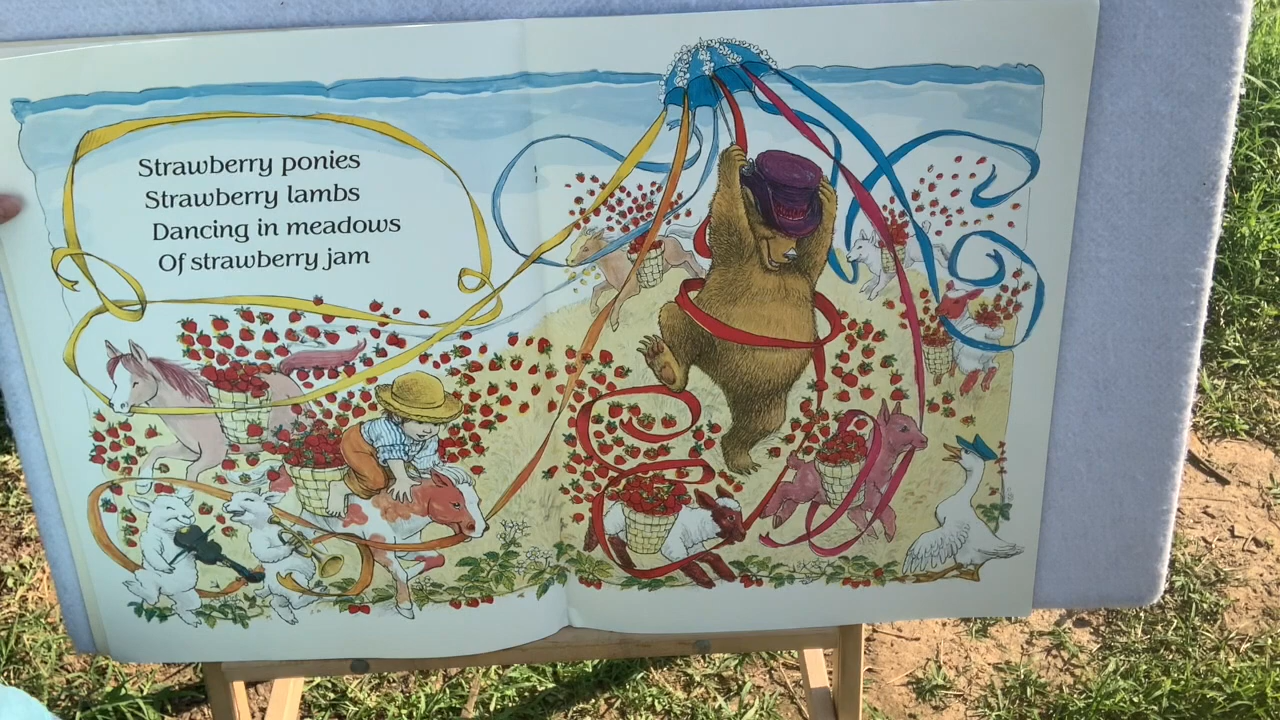 Strawberry ponies
Strawberry lambs
Dancing in meadows
Of strawberry jam